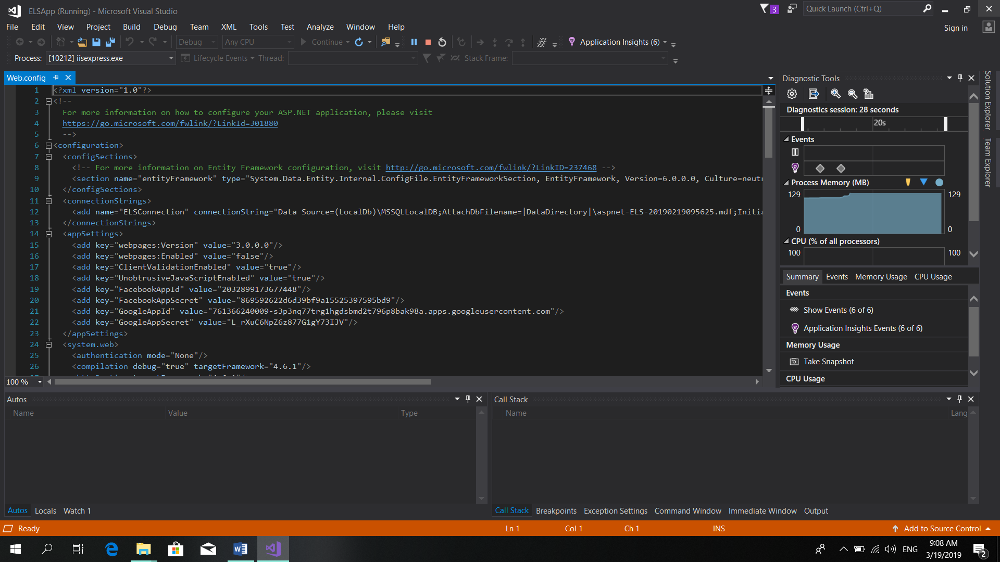 ELSApp (Running) - Microsoft Visual Studio
3
Quick Launch (Ctrl+Q)
File Edit View Project Build Debug Team XML Tools Test Analyze Window Help
Sign in
Debug Any CPU Continue Application Insights (6)
Process: [10212] iisexpress.exe Lifecycle Events Thread: Stack Frame:
Web.config
1 <?xml version="1.0"?>
2 <!--
3 For more information on how to configure your ASP.NET application, please visit
4 https://go.microsoft.com/fwlink/?LinkId=301880
5 -->
6 <configuration>
7 <configSections>
8 <!-- For more information on Entity Framework configuration, visit http://go.microsoft.com/fwlink/?LinkID=237468 -->
9 <section name="entityFramework" type="System.Data.Entity.Internal.ConfigFile.EntityFrameworkSection, EntityFramework, Version=6.0.0.0, Culture=neutr
10 </configSections>
11 <connectionStrings>
12 <add name="ELSConnection" connectionString="Data Source=(LocalDb)\MSSQLLocalDB;AttachDbFilename=|DataDirectory|\aspnet-ELS-20190219095625.mdf;Initia
13 </connectionStrings>
14 <appSettings>
15 <add key="webpages:Version" value="3.0.0.0"/>
16 <add key="webpages:Enabled" value="false"/>
17 <add key="ClientValidationEnabled" value="true"/>
18 <add key="UnobtrusiveJavaScriptEnabled" value="true"/>
19 <add key="FacebookAppId" value="2032899173677448"/>
20 <add key="FacebookAppSecret" value="869592622d6d39bf9a15525397595bd9"/>
21 <add key="GoogleAppId" value="761366240009-s3p3nq77trg1hgdsbmd2t796p8bak98a.apps.googleusercontent.com"/>
22 <add key="GoogleAppSecret" value="L_rXuC6NpZ6z877G1gY73IJV"/>
23 </appSettings>
24 <system.web>
25 <authentication mode="None"/>
26 <compilation debug="true" targetFramework="4.6.1"/>
100 %
Diagnostic Tools
Diagnostics session: 28 seconds
20s
Events
Process Memory (MB)
129 129
0 0
CPU (% of all processors)
100 100
Summary Events Memory Usage CPU Usage
Events
Show Events (6 of 6)
Application Insights Events (6 of 6)
Memory Usage
Take Snapshot
CPU Usage
Solution Explorer
Team Explorer
Autos
Name Value Type
Autos Locals Watch 1
Call Stack
Name Lang
Call Stack Breakpoints Exception Settings Command Window Immediate Window Output
Ready Ln 1 Col 1 Ch 1 INS Add to Source Control
ENG
9:08 AM
3/19/2019
2